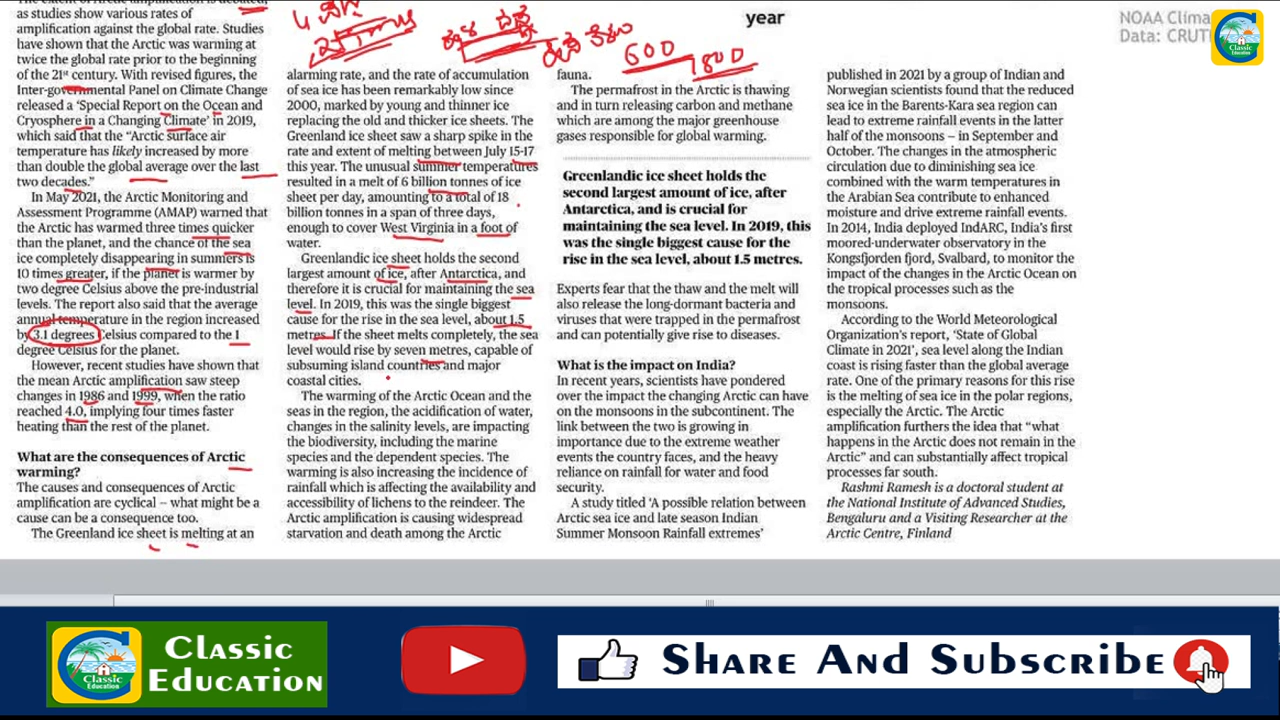 The extent of Arctic amplification is debated,
as studies show various rates of
amplification against the global rate. Studies
have shown that the Arctic was warming at
twice the global rate prior to the beginning
of the 21st century. With revised figures, the
Inter-governmental Panel on Climate Change
released a ‘Special Report on the Ocean and
Cryosphere in a Changing Climate’ in 2019,
which said that the “Arctic surface air
temperature has likely increased by more
than double the global average over the last
two decades.”
In May 2021, the Arctic Monitoring and
Assessment Programme (AMAP) warned that
the Arctic has warmed three times quicker
than the planet, and the chance of the sea
ice completely disappearing in summers is
10 times greater, if the planet is warmer by
two degree Celsius above the pre-industrial
levels. The report also said that the average
annual temperature in the region increased
by 3.1 degrees Celsius compared to the 1
degree Celsius for the planet.
However, recent studies have shown that
the mean Arctic amplification saw steep
changes in 1986 and 1999, when the ratio
reached 4.0, implying four times faster
heating than the rest of the planet.
What are the consequences of Arctic
warming?
The causes and consequences of Arctic
amplification are cyclical – what might be a
cause can be a consequence too.
The Greenland ice sheet is melting at an
alarming rate, and the rate of accumulation
of sea ice has been remarkably low since
2000, marked by young and thinner ice
replacing the old and thicker ice sheets. The
Greenland ice sheet saw a sharp spike in the
rate and extent of melting between July 15-17
this year. The unusual summer temperatures
resulted in a melt of 6 billion tonnes of ice
sheet per day, amounting to a total of 18
billion tonnes in a span of three days,
enough to cover West Virginia in a foot of
water.
Greenlandic ice sheet holds the second
largest amount of ice, after Antarctica, and
therefore it is crucial for maintaining the sea
level. In 2019, this was the single biggest
cause for the rise in the sea level, about 1.5
metres. If the sheet melts completely, the sea
level would rise by seven metres, capable of
subsuming island countries and major
coastal cities.
The warming of the Arctic Ocean and the
seas in the region, the acidification of water,
changes in the salinity levels, are impacting
the biodiversity, including the marine
species and the dependent species. The
warming is also increasing the incidence of
rainfall which is affecting the availability and
accessibility of lichens to the reindeer. The
Arctic amplification is causing widespread
starvation and death among the Arctic
600
1800
year
fauna.
The permafrost in the Arctic is thawing
and in turn releasing carbon and methane
which are among the major greenhouse
gases responsible for global warming.
Greenlandic ice sheet holds the
second largest amount of ice, after
Antarctica, and is crucial for
maintaining the sea level. In 2019, this
was the single biggest cause for the
rise in the sea level, about 1.5 metres.
Experts fear that the thaw and the melt will
also release the long-dormant bacteria and
viruses that were trapped in the permafrost
and can potentially give rise to diseases.
What is the impact on India?
In recent years, scientists have pondered
over the impact the changing Arctic can have
on the monsoons in the subcontinent. The
link between the two is growing in
importance due to the extreme weather
events the country faces, and the heavy
reliance on rainfall for water and food
security.
A study titled ‘A possible relation between
Arctic sea ice and late season Indian
Summer Monsoon Rainfall extremes’
NOAA Clima
Data: CRUT
Classic
Education
published in 2021 by a group of Indian and
Norwegian scientists found that the reduced
sea ice in the Barents-Kara sea region can
lead to extreme rainfall events in the latter
half of the monsoons – in September and
October. The changes in the atmospheric
circulation due to diminishing sea ice
combined with the warm temperatures in
the Arabian Sea contribute to enhanced
moisture and drive extreme rainfall events.
In 2014, India deployed IndARC, India’s first
moored-underwater observatory in the
Kongsfjorden fjord, Svalbard, to monitor the
impact of the changes in the Arctic Ocean on
the tropical processes such as the
monsoons.
According to the World Meteorological
Organization’s report, ‘State of Global
Climate in 2021’, sea level along the Indian
coast is rising faster than the global average
rate. One of the primary reasons for this rise
is the melting of sea ice in the polar regions,
especially the Arctic. The Arctic
amplification furthers the idea that “what
happens in the Arctic does not remain in the
Arctic” and can substantially affect tropical
processes far south.
Rashmi Ramesh is a doctoral student at
the National Institute of Advanced Studies,
Bengaluru and a Visiting Researcher at the
Arctic Centre, Finland
Classic
Education
Classic
Education
Share And Subscribe